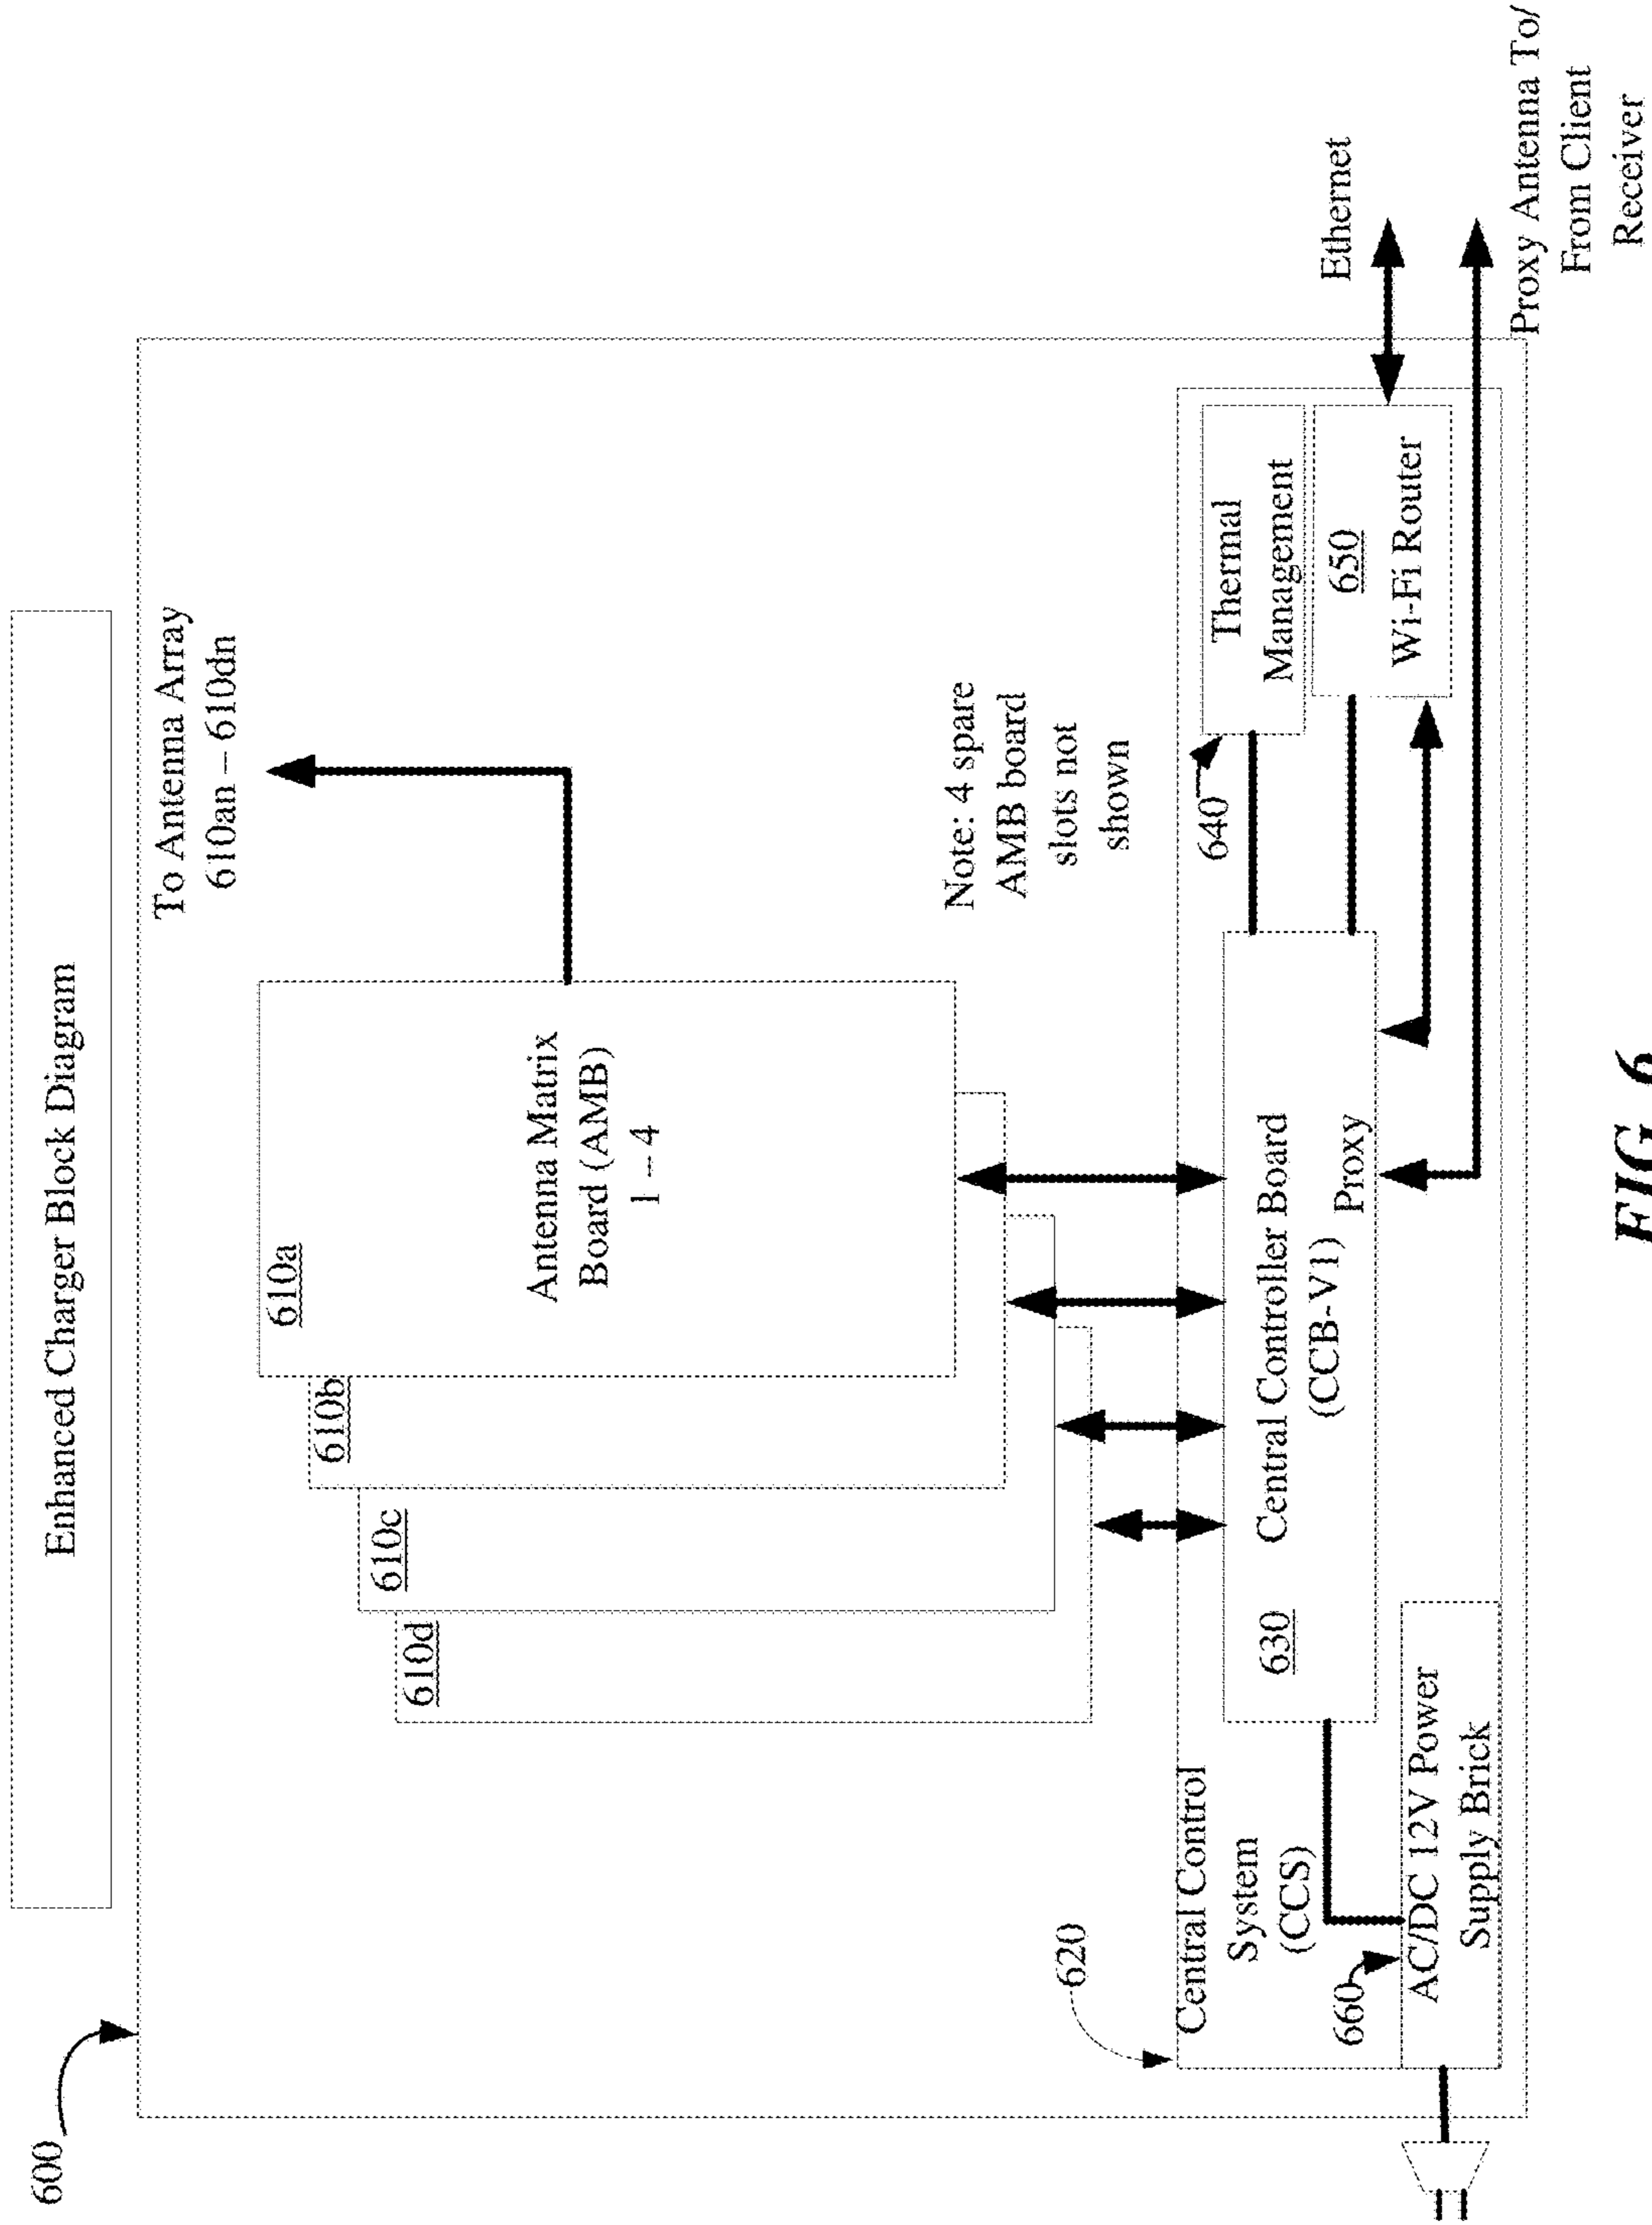 Enhanced Charger Block Diagram
600
To Antenna Array
610an – 610dn
610a
610b
610c
610d
Antenna Matrix
Board (AMB)
1 – 4
Note: 4 spare
AMB board
slots not
shown
620
Central Control
System
(CCS)
630
Central Controller Board
(CCB-V1)
Proxy
640
Thermal
Management
650
Wi-Fi Router
Ethernet
660
AC/DC 12V Power
Supply Brick
Proxy Antenna To/
From Client
Receiver
FIG. 6